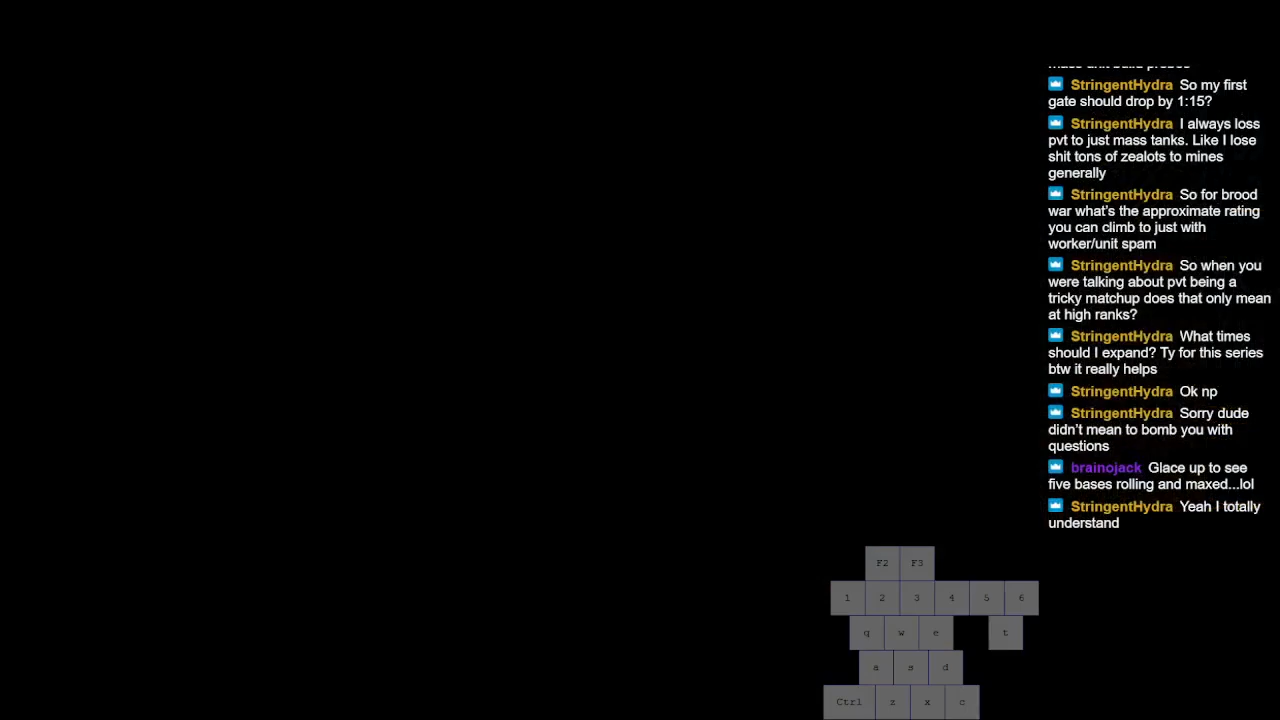 StringentHydra So my first
gate should drop by 1:15?
StringentHydra I always loss
pvt to just mass tanks. Like I lose
shit tons of zealots to mines
generally
StringentHydra So for brood
war what's the approximate rating
you can climb to just with
worker/unit spam
StringentHydra So when you
were talking about pvt being a
tricky matchup does that only mean
at high ranks?
StringentHydra What times
should I expand? Ty for this series
btw it really helps
StringentHydra Ok np
StringentHydra Sorry dude
didn't mean to bomb you with
questions
brainojack Glace up to see
five bases rolling and maxed...lol
StringentHydra Yeah I totally
understand
F2 F3
1 2 3 4 5 6
q w e t
a s d
Ctrl z x c